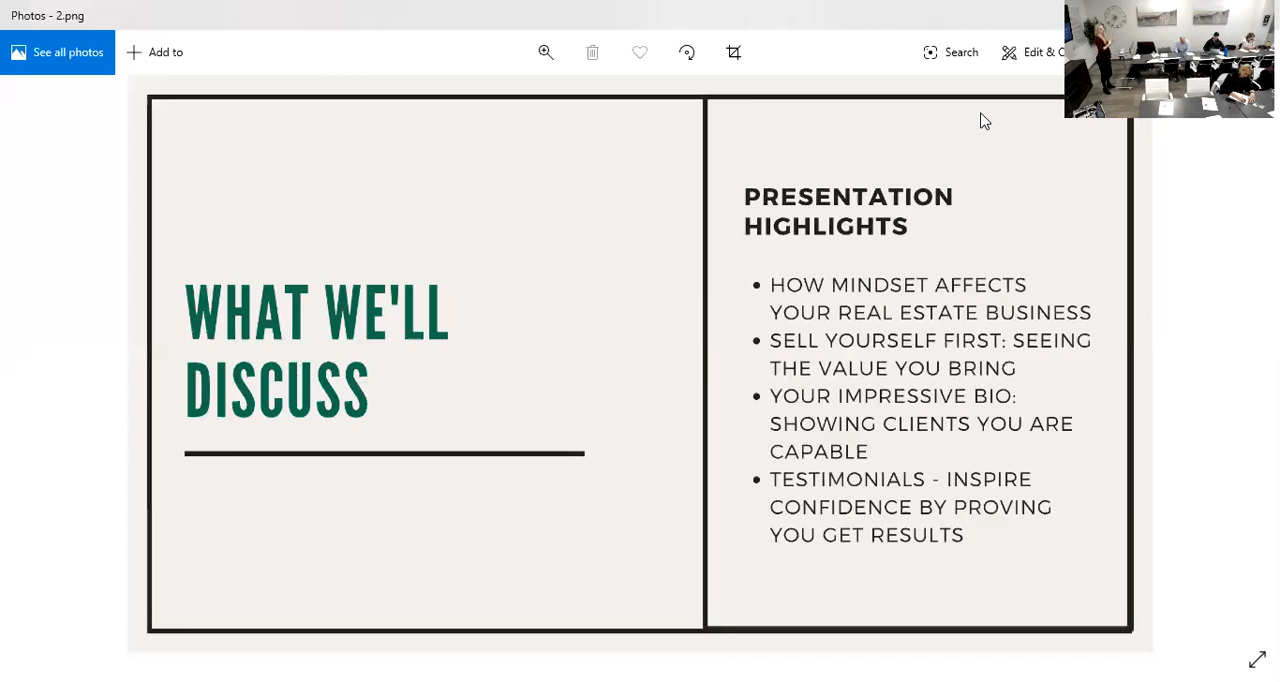 Photos - 2.png
See all photos
Add to
Search
Edit & C
WHAT WE'LL
DISCUSS
PRESENTATION
HIGHLIGHTS
• HOW MINDSET AFFECTS
YOUR REAL ESTATE BUSINESS
• SELL YOURSELF FIRST: SEEING
THE VALUE YOU BRING
• YOUR IMPRESSIVE BIO:
SHOWING CLIENTS YOU ARE
CAPABLE
• TESTIMONIALS - INSPIRE
CONFIDENCE BY PROVING
YOU GET RESULTS